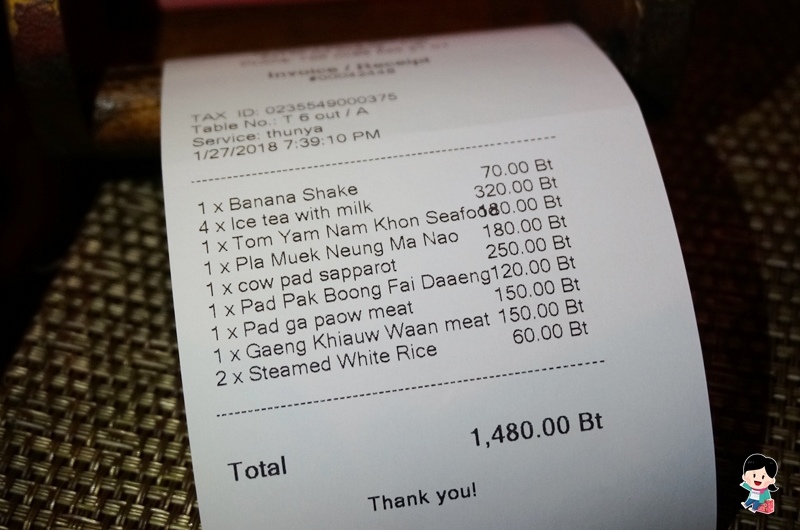 Invoice / Receipt
TAX ID: 0235549000375
Table No.: T 6 out / A
Service: thunya
1/27/2018 7:39:10 PM
1 x Banana Shake 70.00 Bt
4 x Ice tea with milk 320.00 Bt
1 x Tom Yam Nam Khon Seafood 180.00 Bt
1 x Pla Muek Neung Ma Nao 180.00 Bt
1 x cow pad sapparot 250.00 Bt
1 x Pad Pak Boong Fai Daaeng 120.00 Bt
1 x Pad ga paow meat 150.00 Bt
1 x Gaeng Khiauw Waan meat 150.00 Bt
2 x Steamed White Rice 60.00 Bt
Total 1,480.00 Bt
Thank you!